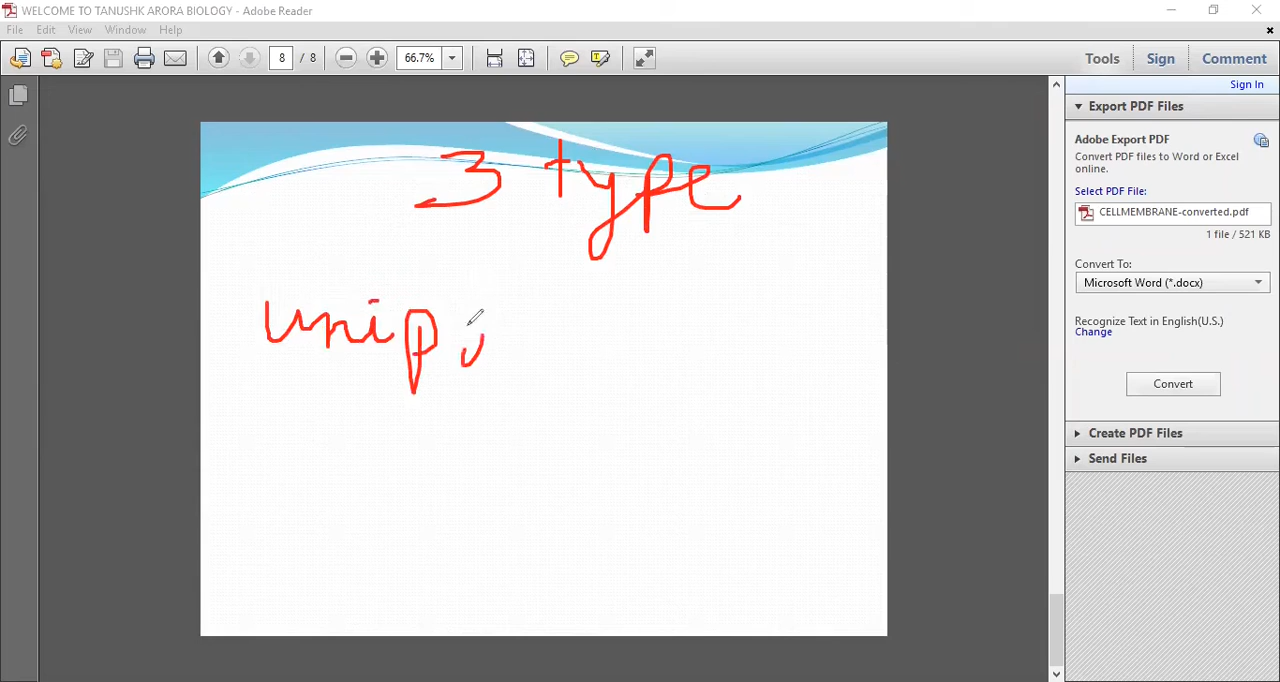 WELCOME TO TANUSHK ARORA BIOLOGY - Adobe Reader
File Edit View Window Help
8 / 8 66.7% Tools Sign Comment
Sign In
Export PDF Files
Adobe Export PDF
Convert PDF files to Word or Excel
online.
Select PDF File:
CELLMEMBRANE-converted.pdf
1 file / 521 KB
Convert To:
Microsoft Word (*.docx)
Recognize Text in English(U.S.)
Change
Convert
Create PDF Files
Send Files
3 type
unip